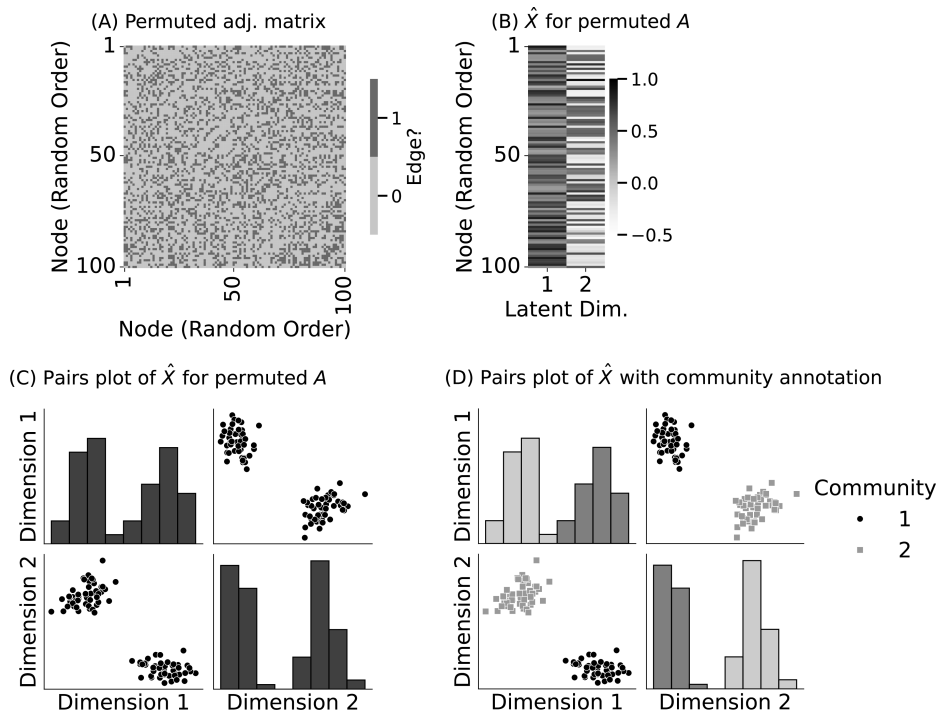 (A) Permuted adj. matrix
Node (Random Order)
1
50
100
1
50
100
Node (Random Order)
1
0
Edge?
(B) X̂ for permuted A
Node (Random Order)
1
50
100
1 2
Latent Dim.
1.0
0.5
0.0
−0.5
(C) Pairs plot of X̂ for permuted A
Dimension 1
Dimension 2
Dimension 1
Dimension 2
(D) Pairs plot of X̂ with community annotation
Dimension 1
Dimension 2
Dimension 1
Dimension 2
Community
1
2